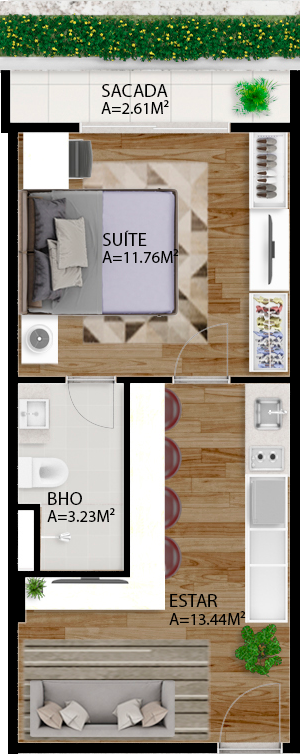 SACADA
A=2.61M²
SUÍTE
A=11.76M²
BHO
A=3.23M²
ESTAR
A=13.44M²